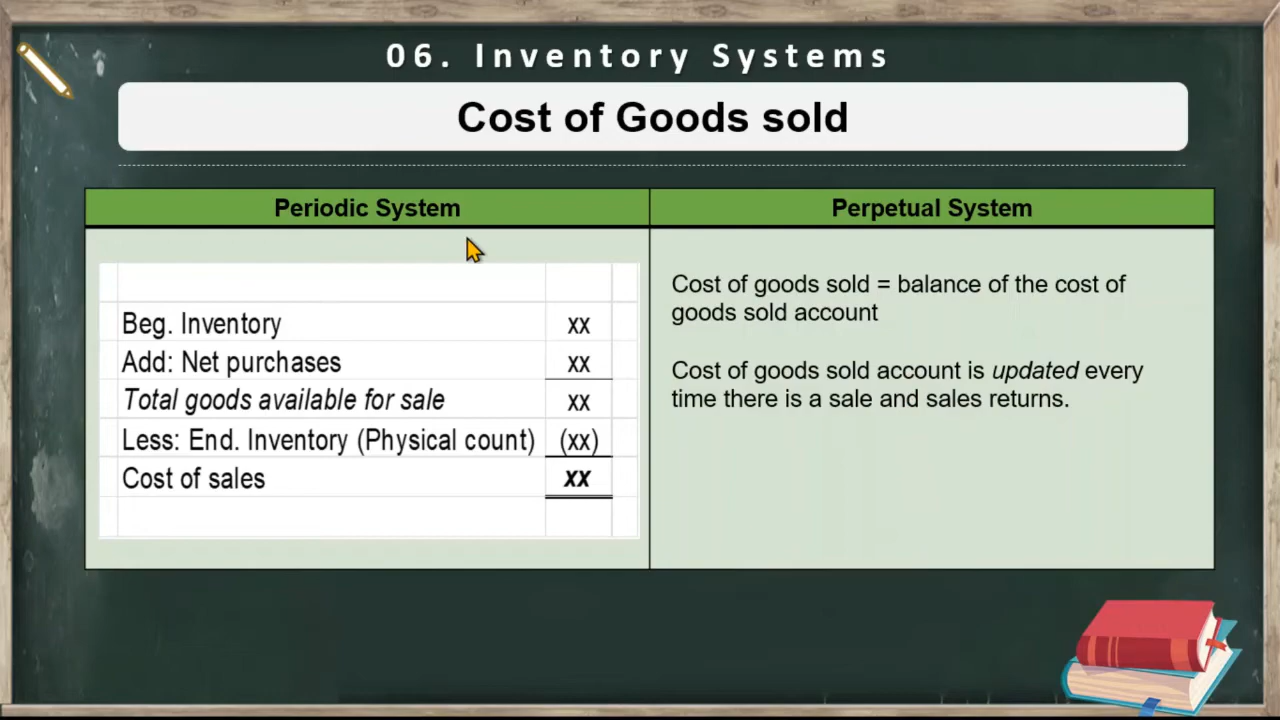 06. Inventory Systems
Cost of Goods sold
Periodic System
Beg. Inventory xx
Add: Net purchases xx
Total goods available for sale xx
Less: End. Inventory (Physical count) (xx)
Cost of sales xx
Perpetual System
Cost of goods sold = balance of the cost of
goods sold account
Cost of goods sold account is updated every
time there is a sale and sales returns.